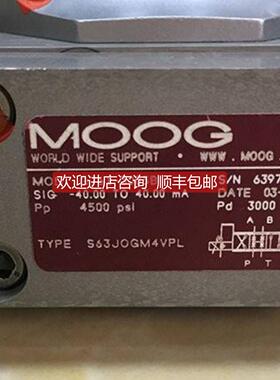 MOOG
WORLD WIDE SUPPORT • WWW.MOOG
MO
S/N 6397
欢迎进店咨询 顺丰包邮
SIG -40.00 TO 40.00 mA
DATE 03-
Pp 4500 psi
Pd 3000
TYPE S63JOGM4VPL
A B
P T